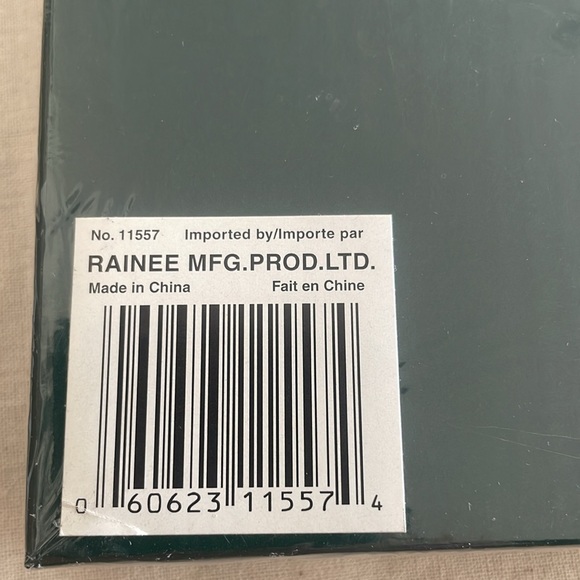 No. 11557 Imported by/Importe par
RAINEE MFG.PROD.LTD.
Made in China Fait en Chine
0 60623 11557 4